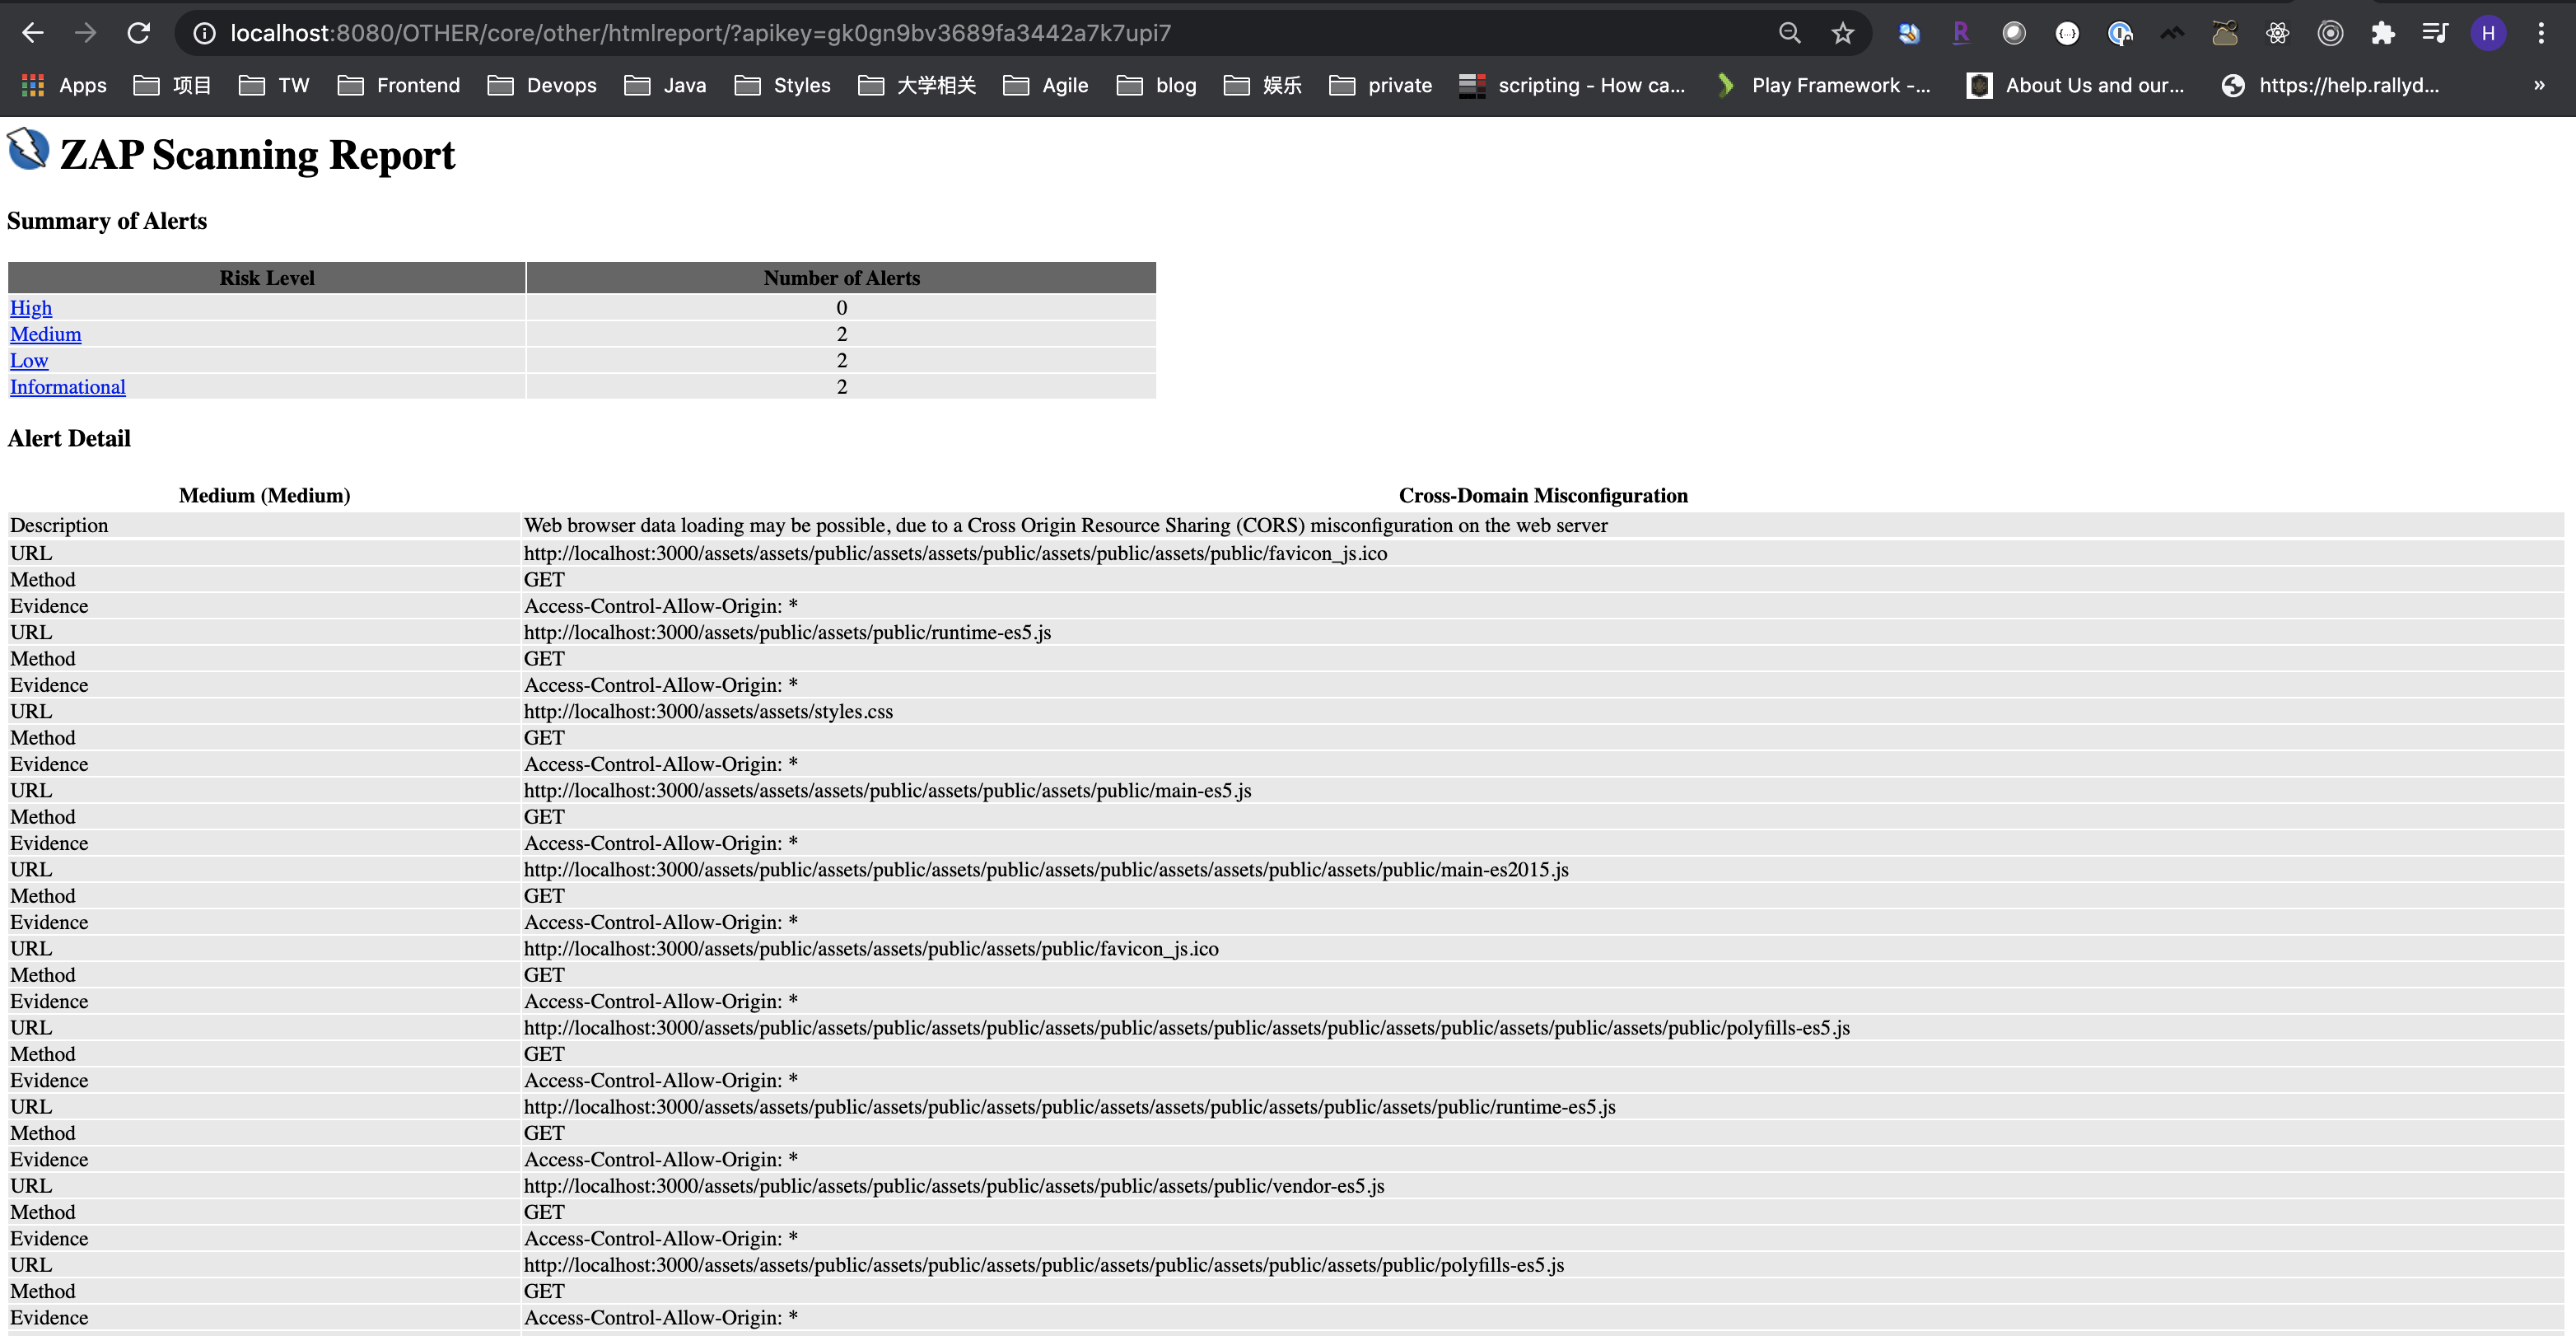 localhost:8080/OTHER/core/other/htmlreport/?apikey=gk0gn9bv3689fa3442a7k7upi7
H
Apps 项目 TW Frontend Devops Java Styles 大学相关 Agile blog 娱乐 private scripting - How ca... Play Framework -... About Us and our... https://help.rallyd... »
ZAP Scanning Report
Summary of Alerts
Risk Level Number of Alerts
High 0
Medium 2
Low 2
Informational 2
Alert Detail
Medium (Medium) Cross-Domain Misconfiguration
Description Web browser data loading may be possible, due to a Cross Origin Resource Sharing (CORS) misconfiguration on the web server
URL http://localhost:3000/assets/assets/public/assets/assets/public/assets/public/assets/public/favicon_js.ico
Method GET
Evidence Access-Control-Allow-Origin: *
URL http://localhost:3000/assets/public/assets/public/runtime-es5.js
Method GET
Evidence Access-Control-Allow-Origin: *
URL http://localhost:3000/assets/assets/styles.css
Method GET
Evidence Access-Control-Allow-Origin: *
URL http://localhost:3000/assets/assets/assets/public/assets/public/assets/public/main-es5.js
Method GET
Evidence Access-Control-Allow-Origin: *
URL http://localhost:3000/assets/public/assets/public/assets/public/assets/public/assets/assets/public/assets/public/main-es2015.js
Method GET
Evidence Access-Control-Allow-Origin: *
URL http://localhost:3000/assets/public/assets/assets/public/assets/public/favicon_js.ico
Method GET
Evidence Access-Control-Allow-Origin: *
URL http://localhost:3000/assets/public/assets/public/assets/public/assets/public/assets/public/assets/public/assets/public/assets/public/polyfills-es5.js
Method GET
Evidence Access-Control-Allow-Origin: *
URL http://localhost:3000/assets/assets/public/assets/public/assets/public/assets/assets/public/assets/public/assets/public/runtime-es5.js
Method GET
Evidence Access-Control-Allow-Origin: *
URL http://localhost:3000/assets/public/assets/public/assets/public/assets/public/assets/public/vendor-es5.js
Method GET
Evidence Access-Control-Allow-Origin: *
URL http://localhost:3000/assets/assets/public/assets/public/assets/public/assets/public/assets/public/assets/public/polyfills-es5.js
Method GET
Evidence Access-Control-Allow-Origin: *